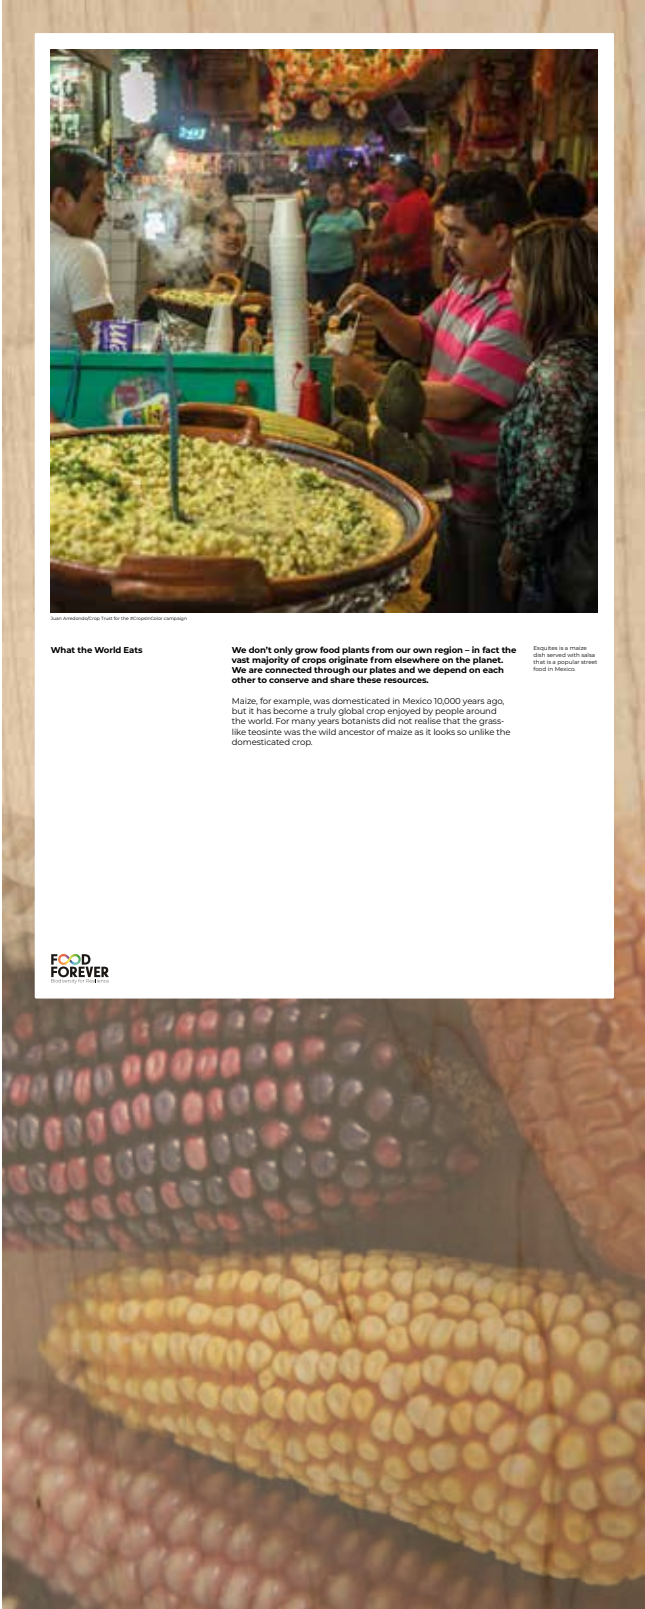 Juan Arredondo/Crop Trust for the #CropsInColor campaign
What the World Eats
We don’t only grow food plants from our own region – in fact the
vast majority of crops originate from elsewhere on the planet.
We are connected through our plates and we depend on each
other to conserve and share these resources.
Maize, for example, was domesticated in Mexico 10,000 years ago,
but it has become a truly global crop enjoyed by people around
the world. For many years botanists did not realise that the grass-
like teosinte was the wild ancestor of maize as it looks so unlike the
domesticated crop.
Esquites is a maize
dish served with salsa
that is a popular street
food in Mexico.
FOOD
FOREVER
Biodiversity for Resilience